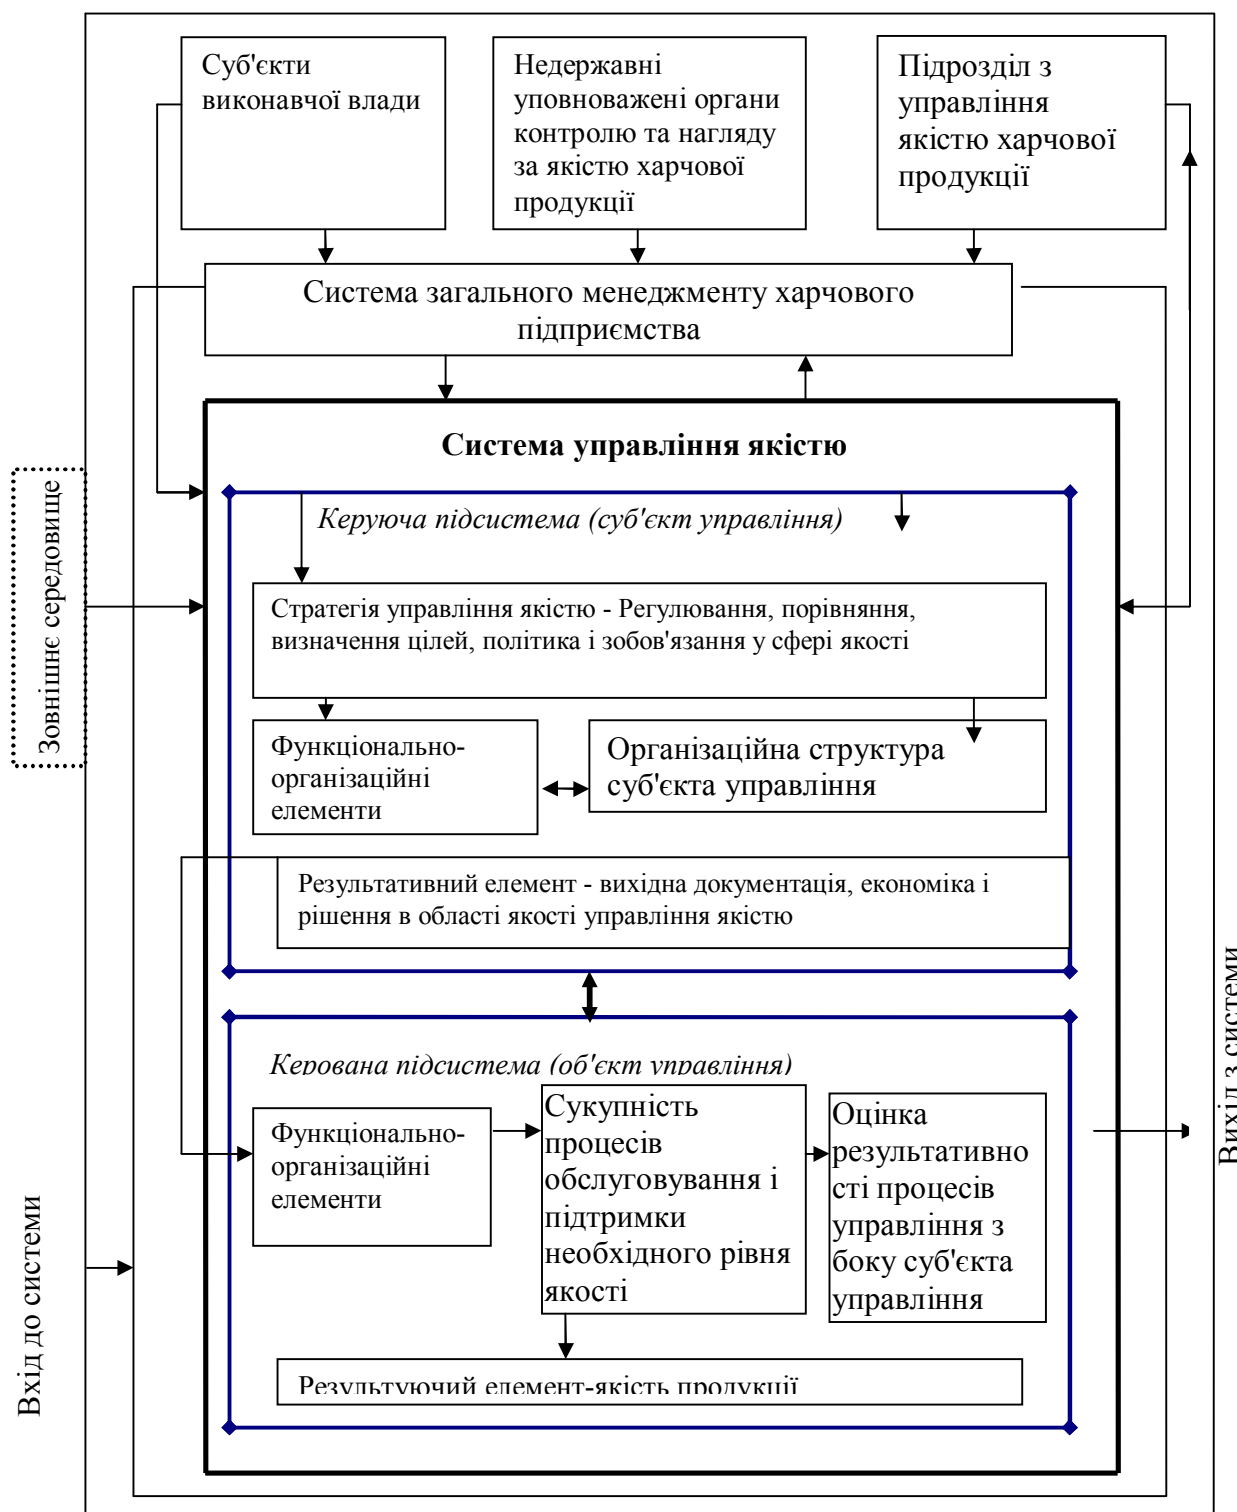 Суб'єкти
виконавчої влади
Недержавні
уповноважені органи
контролю та нагляду
за якістю харчової
продукції
Підрозділ з
управління
якістю харчової
продукції
Система загального менеджменту харчового
підприємства
Система управління якістю
Зовнішнє середовище
Керуюча підсистема (суб'єкт управління)
Стратегія управління якістю - Регулювання, порівняння,
визначення цілей, політика і зобов'язання у сфері якості
Функціонально-
організаційні
елементи
Організаційна структура
суб'єкта управління
Результативний елемент - вихідна документація, економіка і
рішення в області якості управління якістю
Керована підсистема (об'єкт управління)
Функціонально-
організаційні
елементи
Сукупність
процесів
обслуговування і
підтримки
необхідного рівня
якості
Оцінка
результативно
сті процесів
управління з
боку суб'єкта
управління
Результуючий елемент-якість продукції
Вхід до системи
Вихід з системи